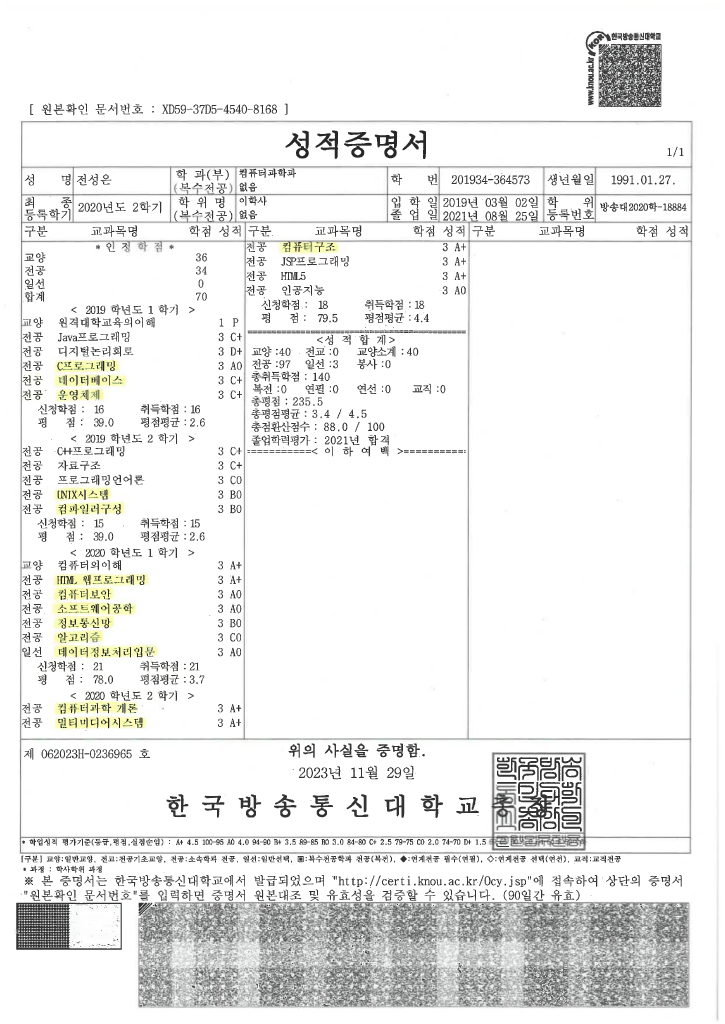 한국방송통신대학교
www.knou.ac.kr
[ 원본확인 문서번호 : XD59-37D5-4540-8168 ]
성적증명서
1/1
성 명 전성은 학 과(부) 컴퓨터과학과 학 번 201934-364573 생년월일 1991.01.27.
(복수전공) 없음
최 종 등록학기 2020년도 2학기 학 위 명 이학사 입 학 일 2019년 03월 02일 학 위 등록번호 방송대2020학-18884
(복수전공) 없음 졸 업 일 2021년 08월 25일
구분 교과목명 학점 성적
* 인 정 학 점 *
교양 36
전공 34
일선 0
합계 70
< 2019 학년도 1 학기 >
교양 원격대학교육의이해 1 P
전공 Java프로그래밍 3 C+
전공 디지털논리회로 3 D+
전공 C프로그래밍 3 A0
전공 데이터베이스 3 C+
전공 운영체제 3 C+
신청학점 : 16 취득학점 :16
평 점 : 39.0 평점평균 :2.6
< 2019 학년도 2 학기 >
전공 C++프로그래밍 3 C+
전공 자료구조 3 C+
전공 프로그래밍언어론 3 C0
전공 UNIX시스템 3 B0
전공 컴파일러구성 3 B0
신청학점 : 15 취득학점 :15
평 점 : 39.0 평점평균 :2.6
< 2020 학년도 1 학기 >
교양 컴퓨터의이해 3 A+
전공 HTML 웹프로그래밍 3 A+
전공 컴퓨터보안 3 A0
전공 소프트웨어공학 3 A0
전공 정보통신망 3 B0
전공 알고리즘 3 C0
일선 데이터정보처리입문 3 A0
신청학점 : 21 취득학점 :21
평 점 : 78.0 평점평균 :3.7
< 2020 학년도 2 학기 >
전공 컴퓨터과학 개론 3 A+
전공 멀티미디어시스템 3 A+
구분 교과목명 학점 성적
전공 컴퓨터구조 3 A+
전공 JSP프로그래밍 3 A+
전공 HTML5 3 A+
전공 인공지능 3 A0
신청학점 : 18 취득학점 :18
평 점 : 79.5 평점평균 :4.4
<성 적 합 계>
교양 :40 전교 :0 교양소계 :40
전공 :97 일선 :3 봉사 :0
총취득학점 :140
복전 :0 연필 :0 연선 :0 교직 :0
총평점 :235.5
총평점평균 :3.4 / 4.5
총점환산점수 : 88.0 / 100
졸업학력평가 : 2021년 합격
===========< 이 하 여 백 >===========
구분 교과목명 학점 성적
제 062023H-0236965 호
위의 사실을 증명함.
2023년 11월 29일
한국방송통신대학교총장
* 학업성적 평가기준(등급,평점,실점순임) : A+ 4.5 100-95 A0 4.0 94-90 B+ 3.5 89-85 B0 3.0 84-80 C+ 2.5 79-75 C0 2.0 74-70 D+ 1.5
[구분] 교양:일반교양, 전교:전공기초교양, 전공:소속학과 전공, 일선:일반선택, ▣:복수전공학과 전공(복전), ◆:연계전공 필수(연필), ◇:연계전공 선택(연선), 교직:교직전공
* 과정 : 학사학위 과정
※ 본 증명서는 한국방송통신대학교에서 발급되었으며 "http://certi.knou.ac.kr/0cy.jsp"에 접속하여 상단의 증명서
"원본확인 문서번호"를 입력하면 증명서 원본대조 및 유효성을 검증할 수 있습니다. (90일간 유효)